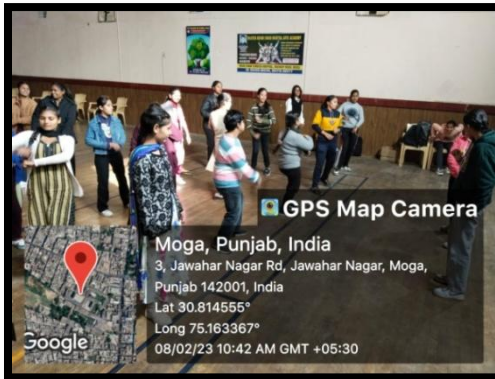 GPS Map Camera
Moga, Punjab, India
3, Jawahar Nagar Rd, Jawahar Nagar, Moga,
Punjab 142001, India
Lat 30.814555°
Long 75.163367°
08/02/23 10:42 AM GMT +05:30
Google